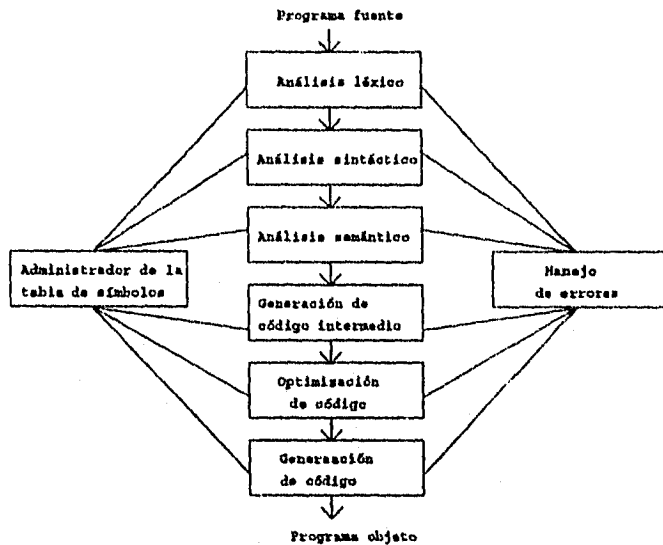 Programa fuente
Análisis léxico
Análisis sintáctico
Análisis semántico
Administrador de la
tabla de símbolos
Manejo
de errores
Generación de
código intermedio
Optimisación
de código
Generación
de código
Programa objeto